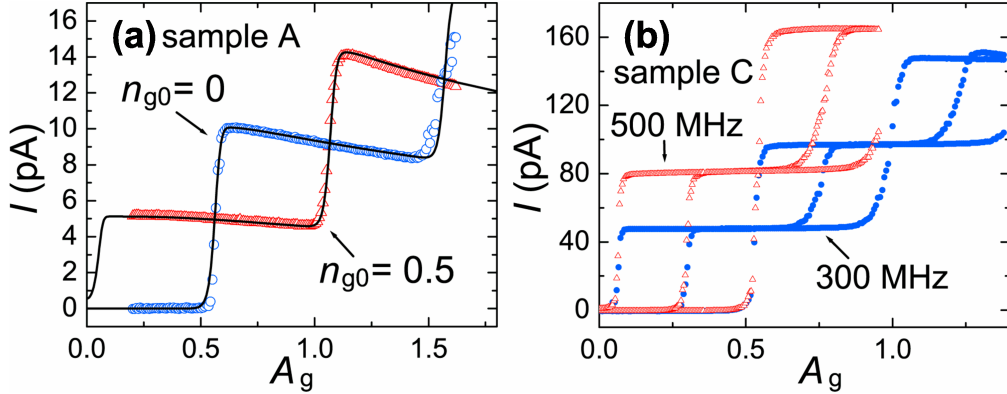 (a) sample A
n_g0 = 0
n_g0 = 0.5
I (pA)
16
14
12
10
8
6
4
2
0
0.0 0.5 1.0 1.5
A_g
(b)
sample C
500 MHz
300 MHz
I (pA)
160
120
80
40
0
0.0 0.5 1.0
A_g